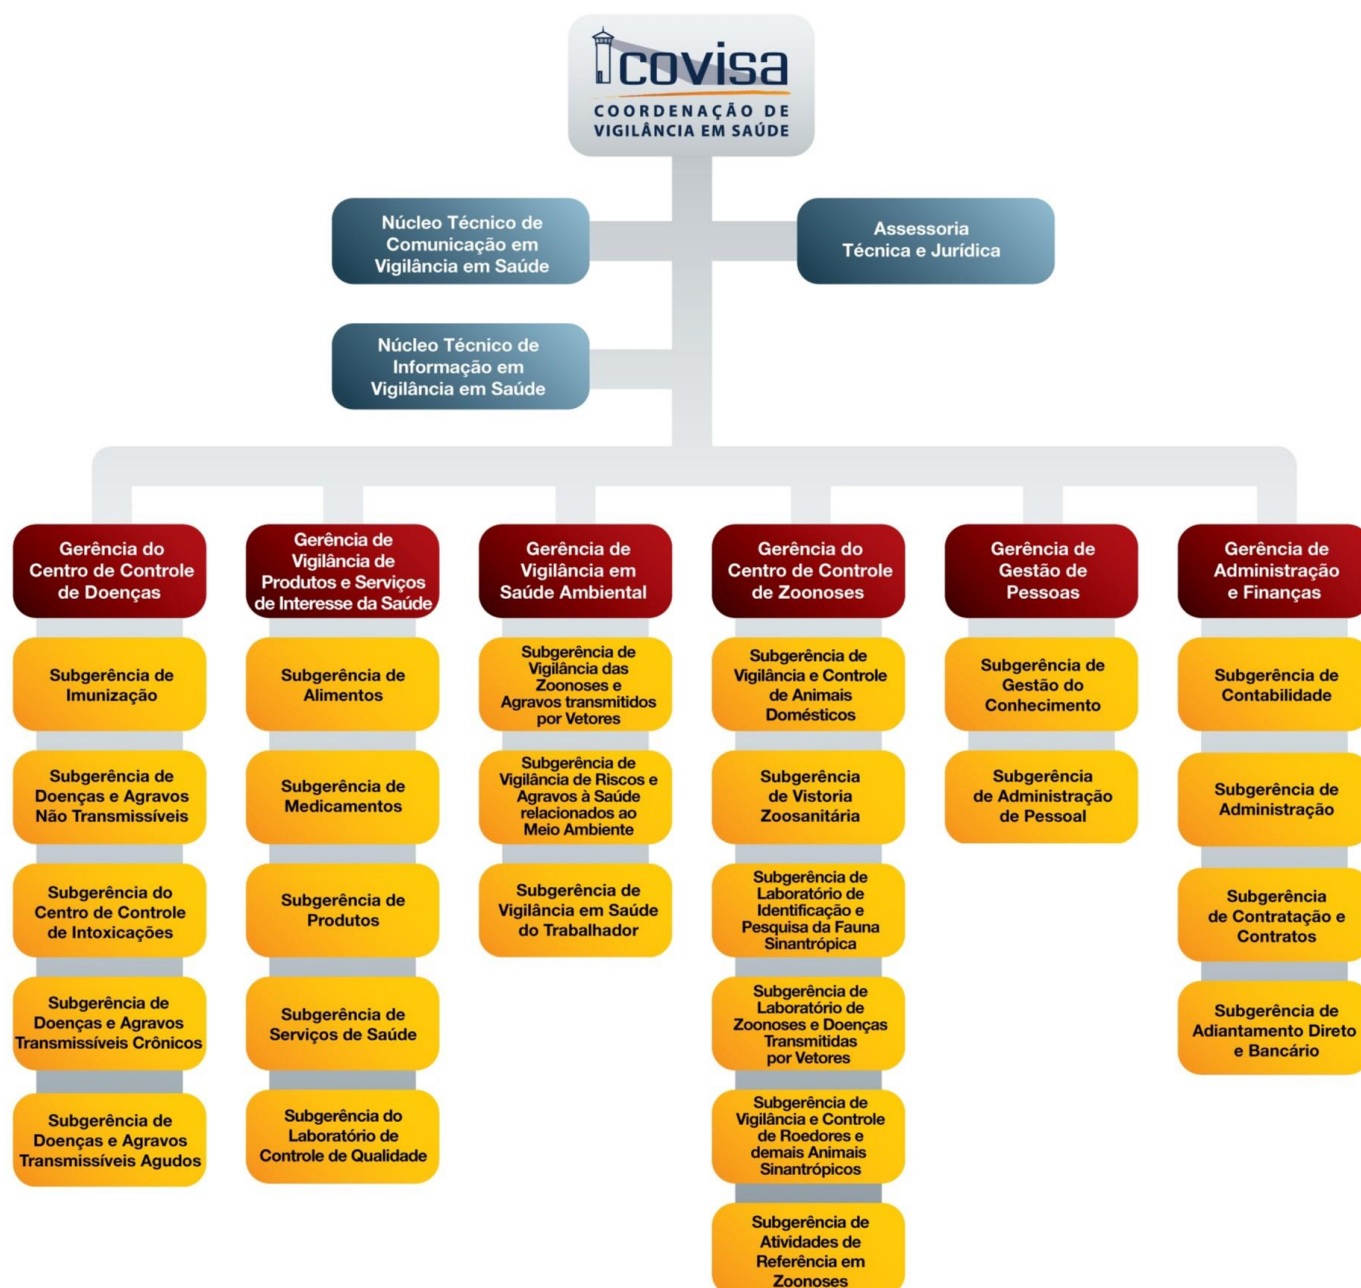 covisa
COORDENAÇÃO DE
VIGILÂNCIA EM SAÚDE
Núcleo Técnico de
Comunicação em
Vigilância em Saúde
Assessoria
Técnica e Jurídica
Núcleo Técnico de
Informação em
Vigilância em Saúde
Gerência do
Centro de Controle
de Doenças
Subgerência de
Imunização
Subgerência de
Doenças e Agravos
Não Transmissíveis
Subgerência do
Centro de Controle
de Intoxicações
Subgerência de
Doenças e Agravos
Transmissíveis Crônicos
Subgerência de
Doenças e Agravos
Transmissíveis Agudos
Gerência de
Vigilância de
Produtos e Serviços
de Interesse da Saúde
Subgerência de
Alimentos
Subgerência de
Medicamentos
Subgerência de
Produtos
Subgerência de
Serviços de Saúde
Subgerência do
Laboratório de
Controle de Qualidade
Gerência de
Vigilância em
Saúde Ambiental
Subgerência de
Vigilância das
Zoonoses e
Agravos transmitidos
por Vetores
Subgerência de
Vigilância de Riscos e
Agravos à Saúde
relacionados ao
Meio Ambiente
Subgerência de
Vigilância em Saúde
do Trabalhador
Gerência do
Centro de Controle
de Zoonoses
Subgerência de
Vigilância e Controle
de Animais
Domésticos
Subgerência
de Vistoria
Zoosanitária
Subgerência de
Laboratório de
Identificação e
Pesquisa da Fauna
Sinantrópica
Subgerência de
Laboratório de
Zoonoses e Doenças
Transmitidas
por Vetores
Subgerência de
Vigilância e Controle
de Roedores e
demais Animais
Sinantrópicos
Subgerência de
Atividades de
Referência em
Zoonoses
Gerência de
Gestão de
Pessoas
Subgerência de
Gestão do
Conhecimento
Subgerência
de Administração
de Pessoal
Gerência de
Administração
e Finanças
Subgerência de
Contabilidade
Subgerência de
Administração
Subgerência
de Contratação e
Contratos
Subgerência de
Adiantamento Direto
e Bancário